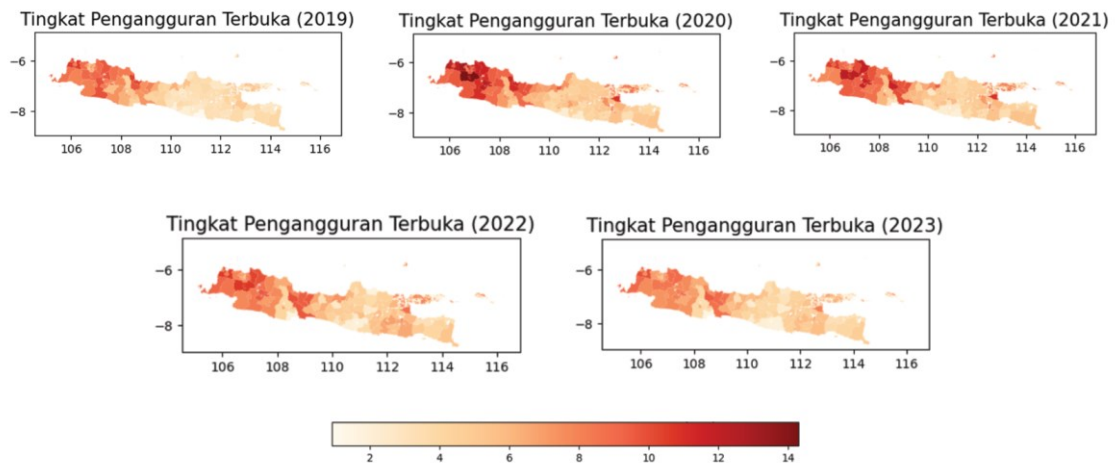 Tingkat Pengangguran Terbuka (2019)
−6
−8
106 108 110 112 114 116
Tingkat Pengangguran Terbuka (2020)
−6
−8
106 108 110 112 114 116
Tingkat Pengangguran Terbuka (2021)
−6
−8
106 108 110 112 114 116
Tingkat Pengangguran Terbuka (2022)
−6
−8
106 108 110 112 114 116
Tingkat Pengangguran Terbuka (2023)
−6
−8
106 108 110 112 114 116
2 4 6 8 10 12 14